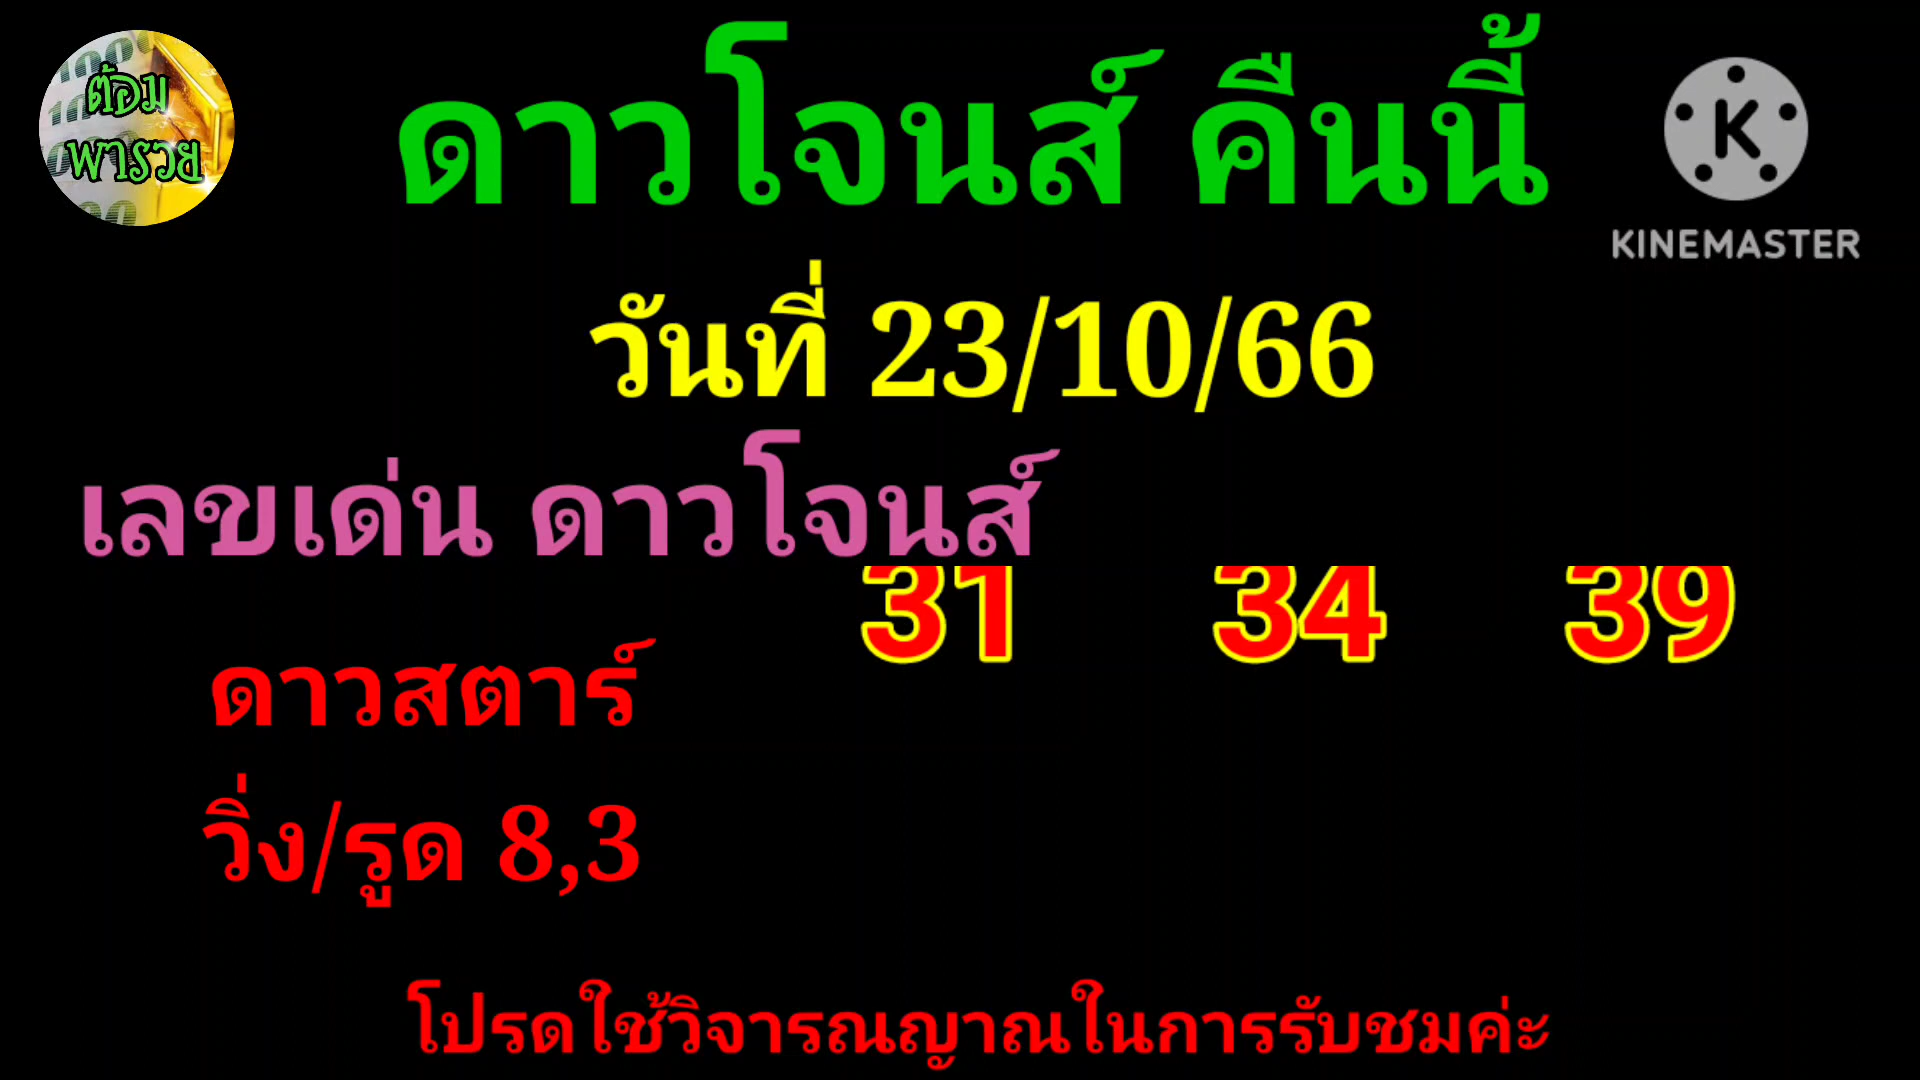 ต้อม
พารวย
ดาวโจนส์ คืนนี้
KINEMASTER
วันที่ 23/10/66
เลขเด่น ดาวโจนส์
31 34 39
ดาวสตาร์
วิ่ง/รูด 8,3
โปรดใช้วิจารณญาณในการรับชมค่ะ